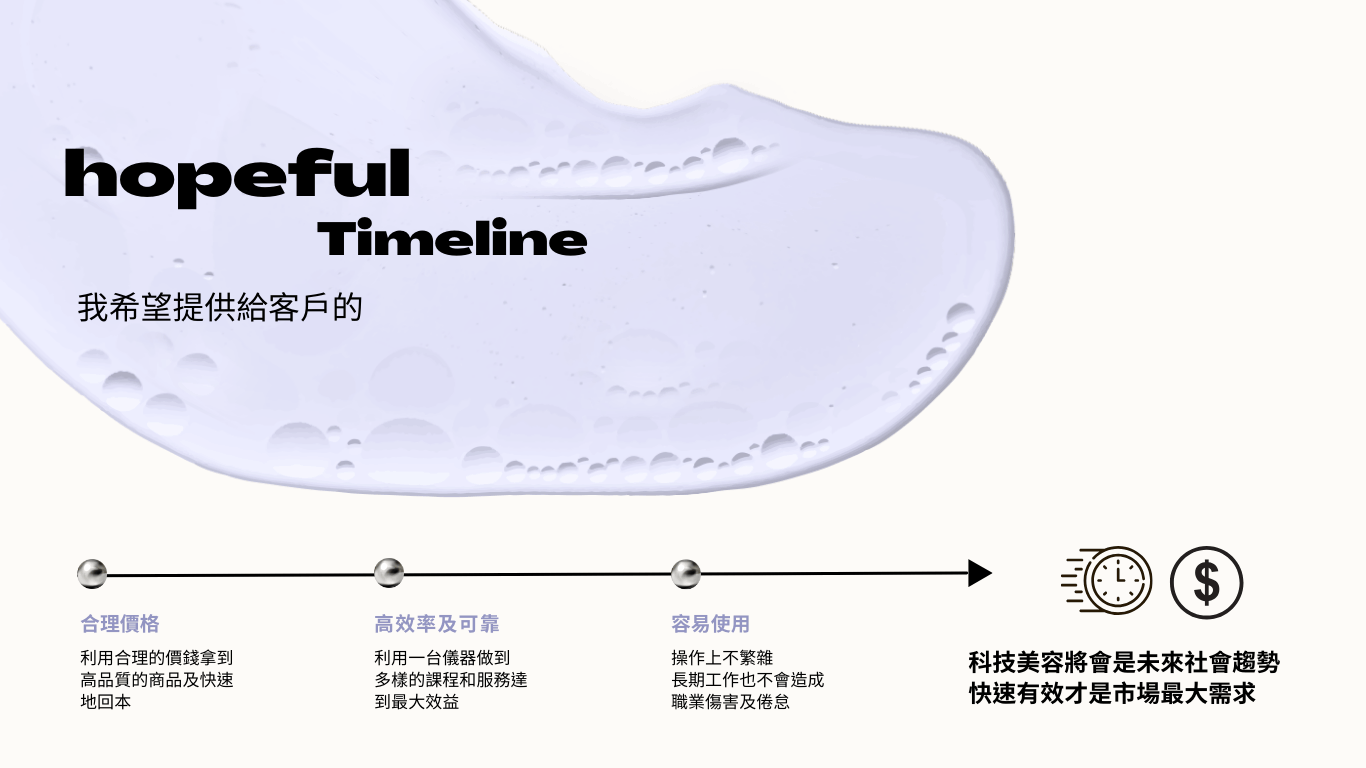 hopeful
Timeline
我希望提供給客戶的
合理價格
利用合理的價錢拿到
高品質的商品及快速
地回本
高效率及可靠
利用一台儀器做到
多樣的課程和服務達
到最大效益
容易使用
操作上不繁雜
長期工作也不會造成
職業傷害及倦怠
$
科技美容將會是未來社會趨勢
快速有效才是市場最大需求